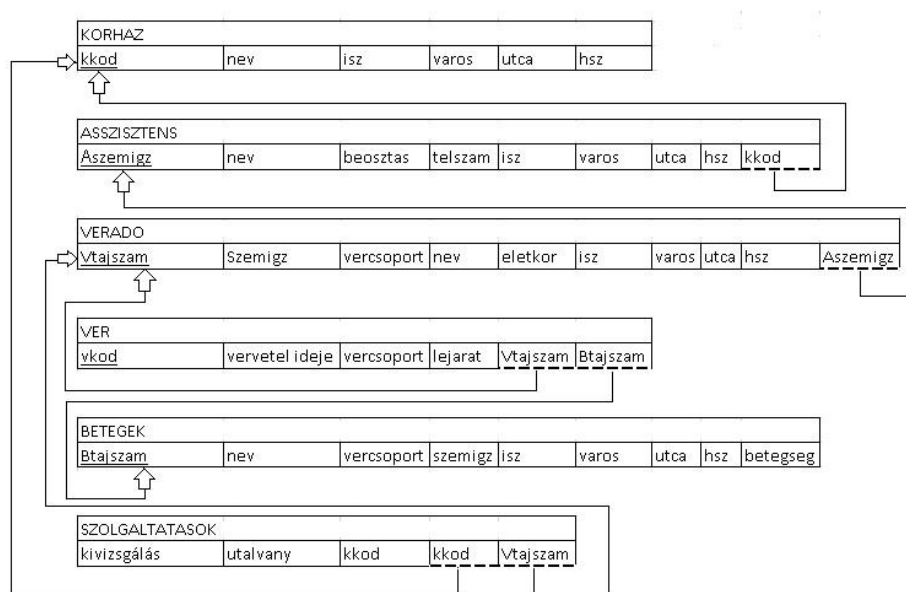 KORHAZ
kkod nev isz varos utca hsz
ASSZISZTENS
Aszemigz nev beosztas telszam isz varos utca hsz kkod
VERADO
Vtajszam Szemigz vercsoport nev eletkor isz varos utca hsz Aszemigz
VER
vkod vervetel ideje vercsoport lejarat Vtajszam Btajszam
BETEGEK
Btajszam nev vercsoport szemigz isz varos utca hsz betegseg
SZOLGALTATASOK
kivizsgálás utalvany kkod kkod Vtajszam